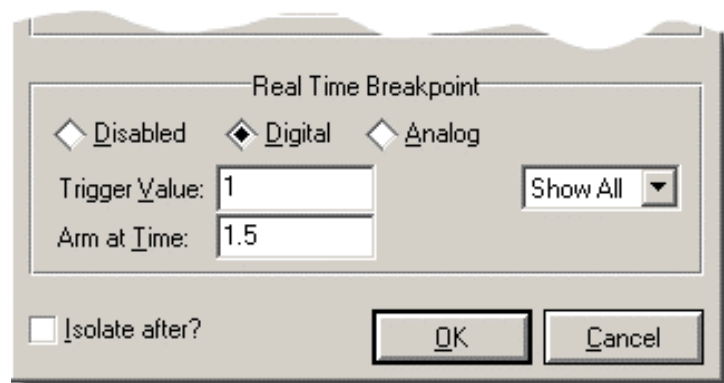 Real Time Breakpoint
Disabled Digital Analog
Trigger Value: 1 Show All
Arm at Time: 1.5
Isolate after? OK Cancel